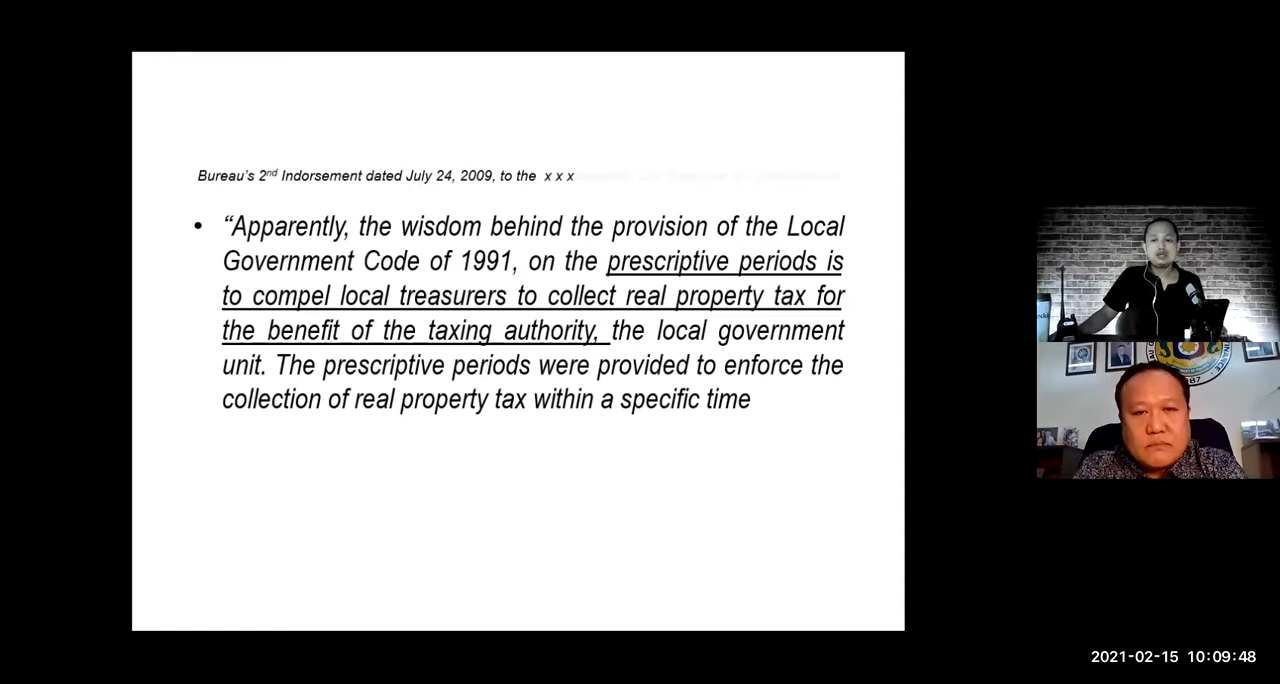 Bureau's 2nd Indorsement dated July 24, 2009, to the x x x
• “Apparently, the wisdom behind the provision of the Local
Government Code of 1991, on the prescriptive periods is
to compel local treasurers to collect real property tax for
the benefit of the taxing authority, the local government
unit. The prescriptive periods were provided to enforce the
collection of real property tax within a specific time
2021-02-15 10:09:48